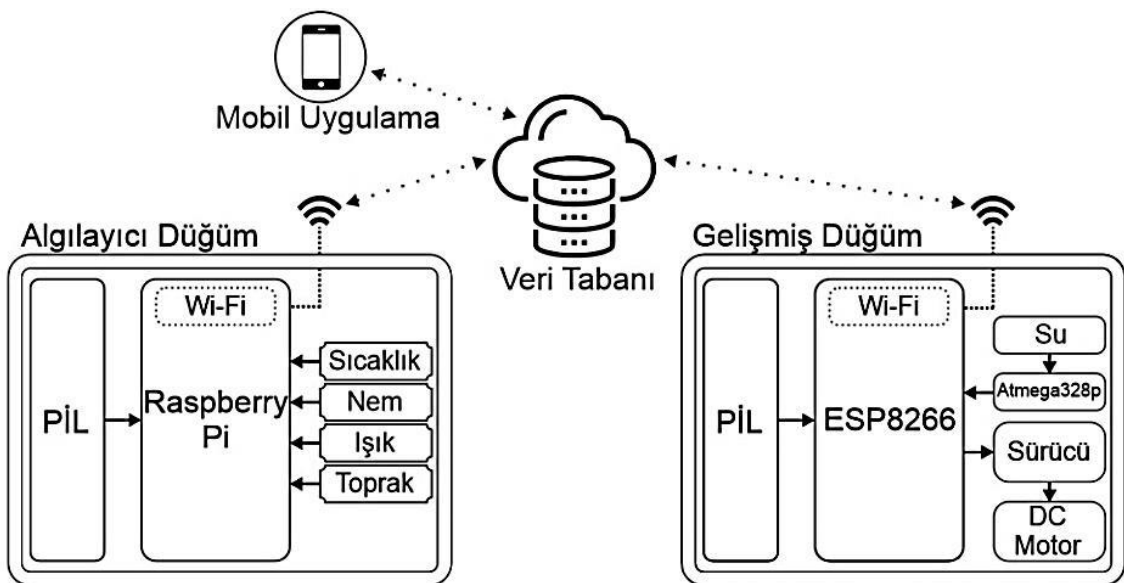 Mobil Uygulama
Veri Tabanı
Algılayıcı Düğüm
PİL
Wi-Fi
Raspberry
Pi
Sıcaklık
Nem
Işık
Toprak
Gelişmiş Düğüm
PİL
Wi-Fi
ESP8266
Su
Atmega328p
Sürücü
DC
Motor